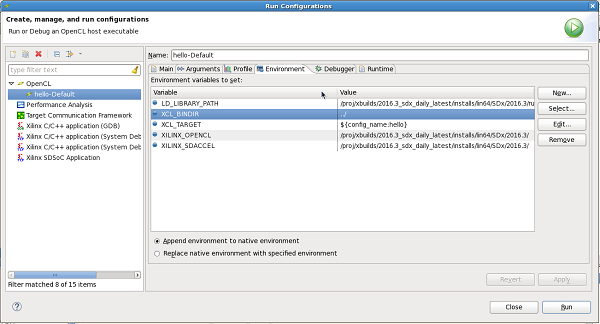 Run Configurations
Create, manage, and run configurations
Run or Debug an OpenCL host executable
type filter text
OpenCL
hello-Default
Performance Analysis
Target Communication Framework
Xilinx C/C++ application (GDB)
Xilinx C/C++ application (System Deb
Xilinx C/C++ application (System Deb
Xilinx SDSoC Application
Filter matched 8 of 15 items
Name: hello-Default
Main Arguments Profile Environment Debugger Runtime
Environment variables to set:
Variable Value
LD_LIBRARY_PATH /proj/xbuilds/2016.3_sdx_daily_latest/installs/lin64/SDx/2016.3/ru
XCL_BINDIR ../
XCL_TARGET ${config_name:hello}
XILINX_OPENCL /proj/xbuilds/2016.3_sdx_daily_latest/installs/lin64/SDx/2016.3/
XILINX_SDACCEL /proj/xbuilds/2016.3_sdx_daily_latest/installs/lin64/SDx/2016.3/
New...
Select...
Edit...
Remove
Append environment to native environment
Replace native environment with specified environment
Revert Apply
? Close Run